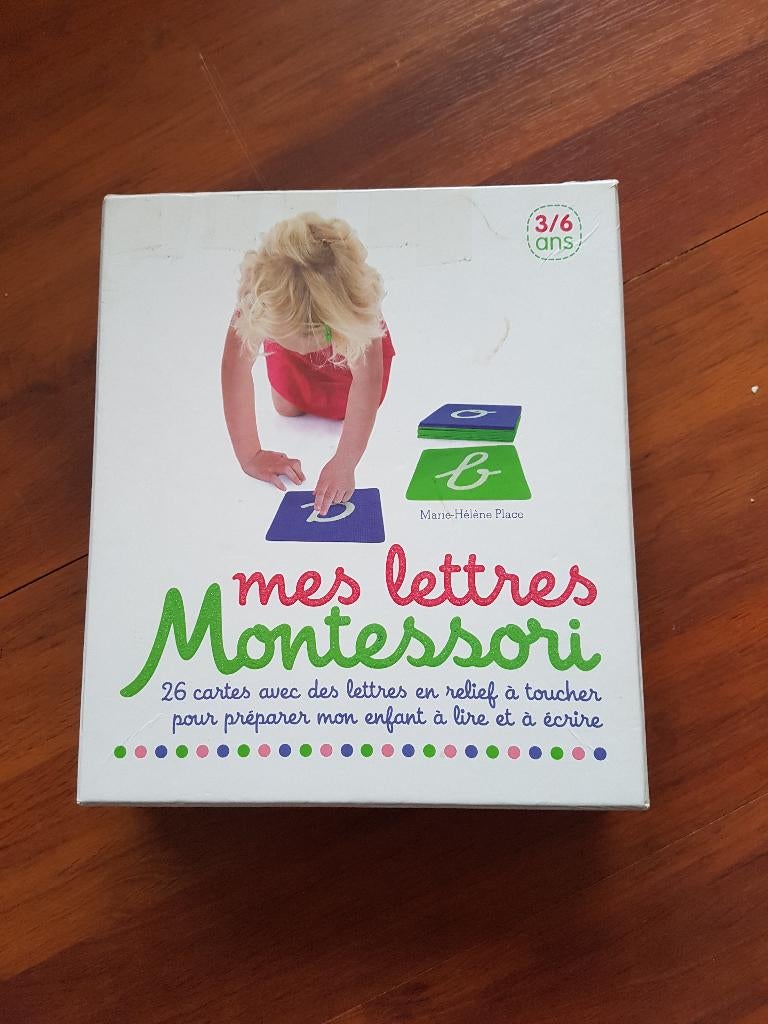 3/6
ans
o
b
a
Marie-Hélène Place
mes lettres
Montessori
26 cartes avec des lettres en relief à toucher
pour préparer mon enfant à lire et à écrire